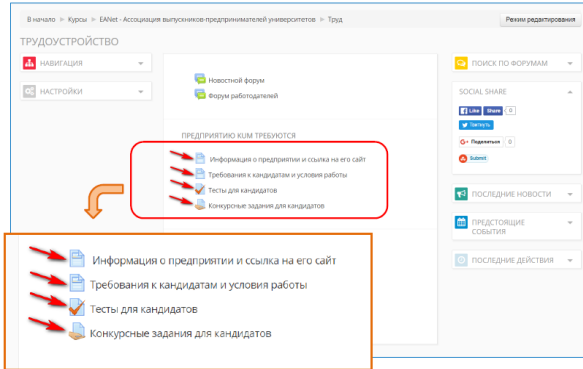 В начало ► Курсы ► EANet - Ассоциация выпускников-предпринимателей университетов ► Труд
Режим редактирования
ТРУДОУСТРОЙСТВО
НАВИГАЦИЯ
НАСТРОЙКИ
Новостной форум
Форум работодателей
ПРЕДПРИЯТИЮ KUM ТРЕБУЮТСЯ
Информация о предприятии и ссылка на его сайт
Требования к кандидатам и условия работы
Тесты для кандидатов
Конкурсные задания для кандидатов
ПОИСК ПО ФОРУМАМ
SOCIAL SHARE
Like Share 0
Твитнуть
G+ Поделиться 0
Submit
ПОСЛЕДНИЕ НОВОСТИ
ПРЕДСТОЯЩИЕ
СОБЫТИЯ
ПОСЛЕДНИЕ ДЕЙСТВИЯ
Информация о предприятии и ссылка на его сайт
Требования к кандидатам и условия работы
Тесты для кандидатов
Конкурсные задания для кандидатов